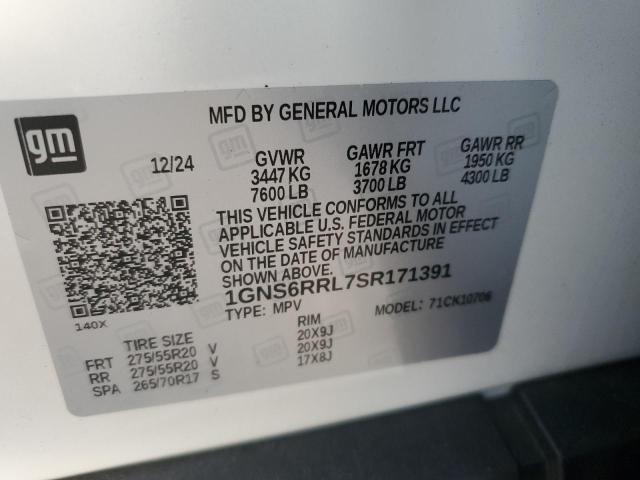 gm
MFD BY GENERAL MOTORS LLC
12/24
GVWR GAWR FRT GAWR RR
3447 KG 1678 KG 1950 KG
7600 LB 3700 LB 4300 LB
THIS VEHICLE CONFORMS TO ALL
APPLICABLE U.S. FEDERAL MOTOR
VEHICLE SAFETY STANDARDS IN EFFECT
ON THE DATE OF MANUFACTURE
SHOWN ABOVE.
1GNS6RRL7SR171391
TYPE: MPV MODEL: 71CK10706
140X
TIRE SIZE RIM
FRT 275/55R20 V 20X9J
RR 275/55R20 V 20X9J
SPA 265/70R17 S 17X8J